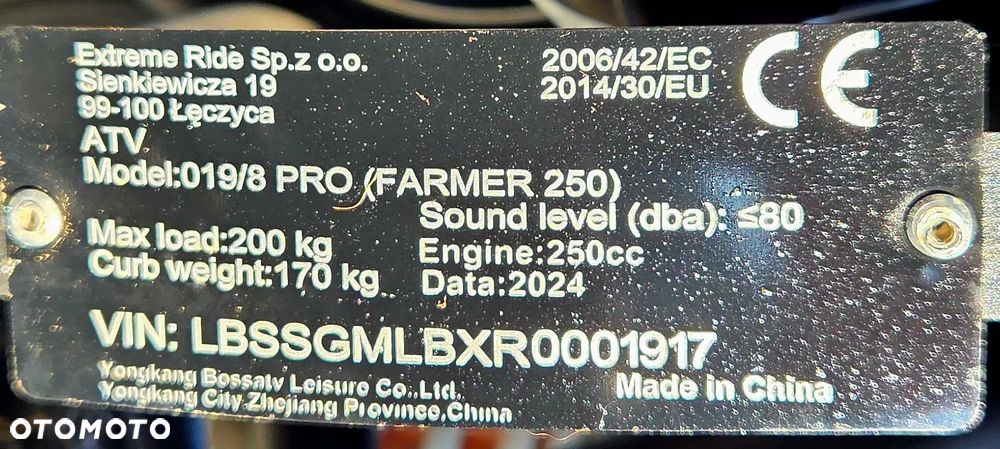 Extreme Ride Sp.z o.o.
Sienkiewicza 19
99-100 Łęczyca
ATV
2006/42/EC
2014/30/EU
CE
Model:019/8 PRO (FARMER 250)
Sound level (dba): ≤80
Max load:200 kg
Engine:250cc
Curb weight:170 kg
Data:2024
VIN: LBSSGMLBXR0001917
Yongkang Bossatv Leisure Co.,Ltd.
Yongkang City,Zhejiang Province,China
Made in China
OTOMOTO